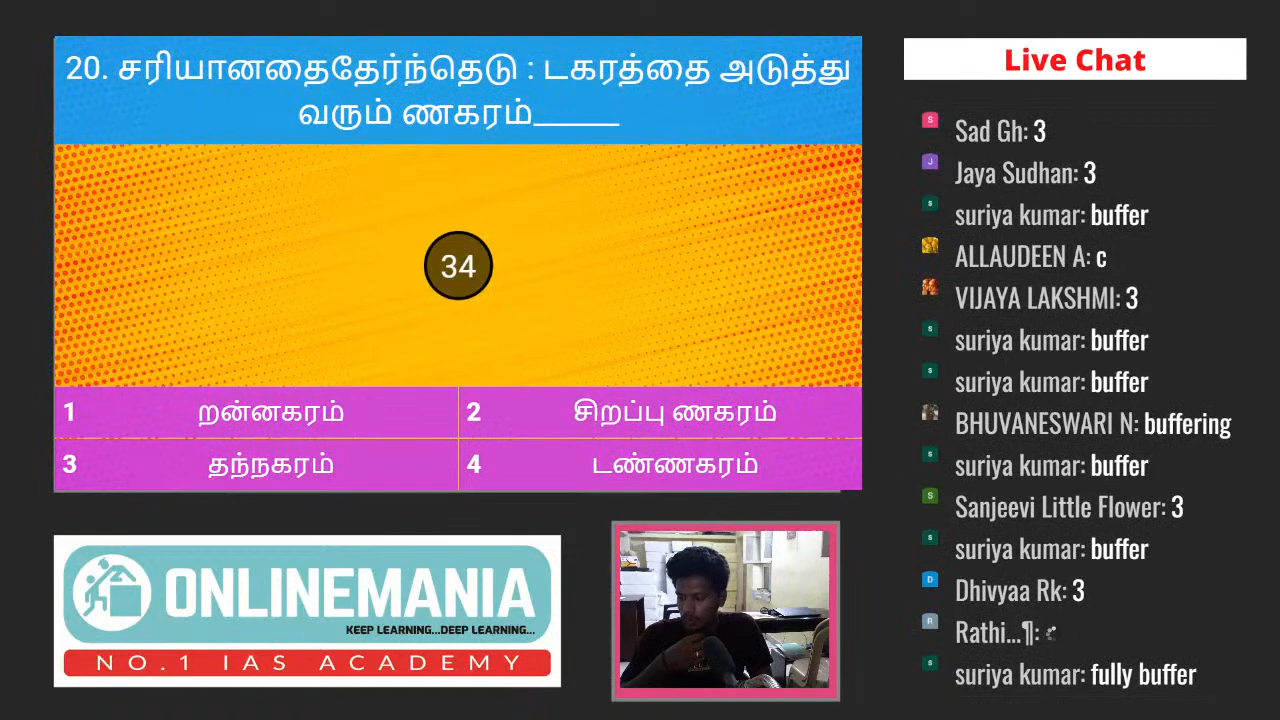 20. சரியானதைதேர்ந்தெடு : டகரத்தை அடுத்து
வரும் ணகரம்______
34
1 றன்னகரம்
2 சிறப்பு ணகரம்
3 தந்நகரம்
4 டண்ணகரம்
ONLINEMANIA
KEEP LEARNING...DEEP LEARNING...
NO.1 IAS ACADEMY
Live Chat
S Sad Gh: 3
J Jaya Sudhan: 3
s suriya kumar: buffer
ALLAUDEEN A: c
VIJAYA LAKSHMI: 3
s suriya kumar: buffer
s suriya kumar: buffer
BHUVANESWARI N: buffering
s suriya kumar: buffer
S Sanjeevi Little Flower: 3
s suriya kumar: buffer
D Dhivyaa Rk: 3
R Rathi...¶:
s suriya kumar: fully buffer